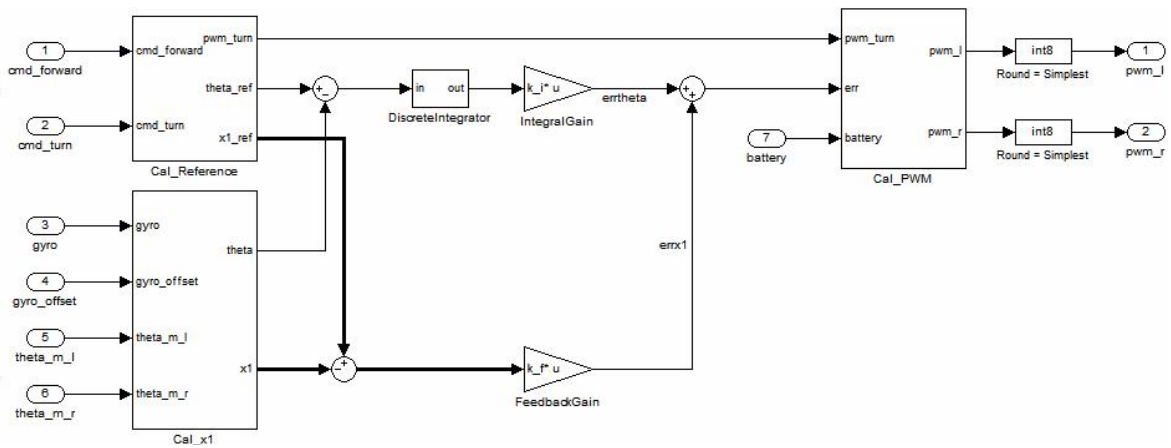 1
cmd_forward
2
cmd_turn
cmd_forward
cmd_turn
pwm_turn
theta_ref
x1_ref
Cal_Reference
3
gyro
4
gyro_offset
5
theta_m_l
6
theta_m_r
gyro
gyro_offset
theta_m_l
theta_m_r
theta
x1
Cal_x1
+
−
−
+
in out
DiscreteIntegrator
k_i* u
IntegralGain
errtheta
+
+
k_f* u
FeedbackGain
errx1
7
battery
pwm_turn
err
battery
pwm_l
pwm_r
Cal_PWM
int8
Round = Simplest
int8
Round = Simplest
1
pwm_l
2
pwm_r